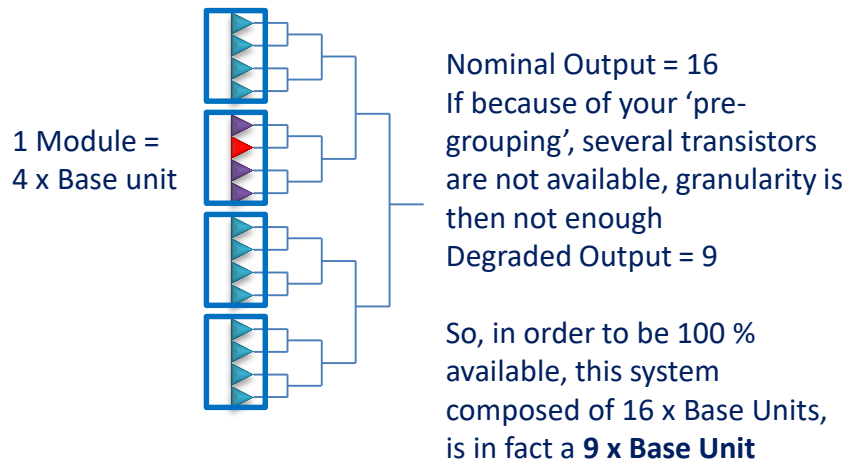 1 Module =
4 x Base unit
Nominal Output = 16
If because of your ‘pre-
grouping’, several transistors
are not available, granularity is
then not enough
Degraded Output = 9
So, in order to be 100 %
available, this system
composed of 16 x Base Units,
is in fact a 9 x Base Unit